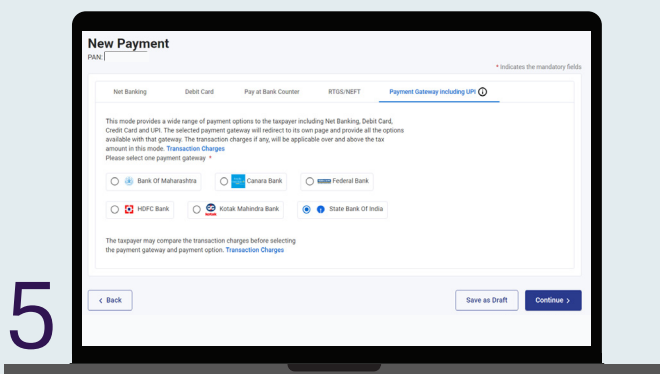 New Payment
PAN:
* Indicates the mandatory fields
Net Banking
Debit Card
Pay at Bank Counter
RTGS/NEFT
Payment Gateway including UPI
This mode provides a wide range of payment options to the taxpayer including Net Banking, Debit Card,
Credit Card and UPI. The selected payment gateway will redirect to its own page and provide all the options
available with that gateway. The transaction charges if any, will be applicable over and above the tax
amount in this mode. Transaction Charges
Please select one payment gateway *
Bank Of Maharashtra
Canara Bank
Federal Bank
HDFC Bank
kotak
Kotak Mahindra Bank
State Bank Of India
The taxpayer may compare the transaction charges before selecting
the payment gateway and payment option. Transaction Charges
< Back
Save as Draft
Continue >
5